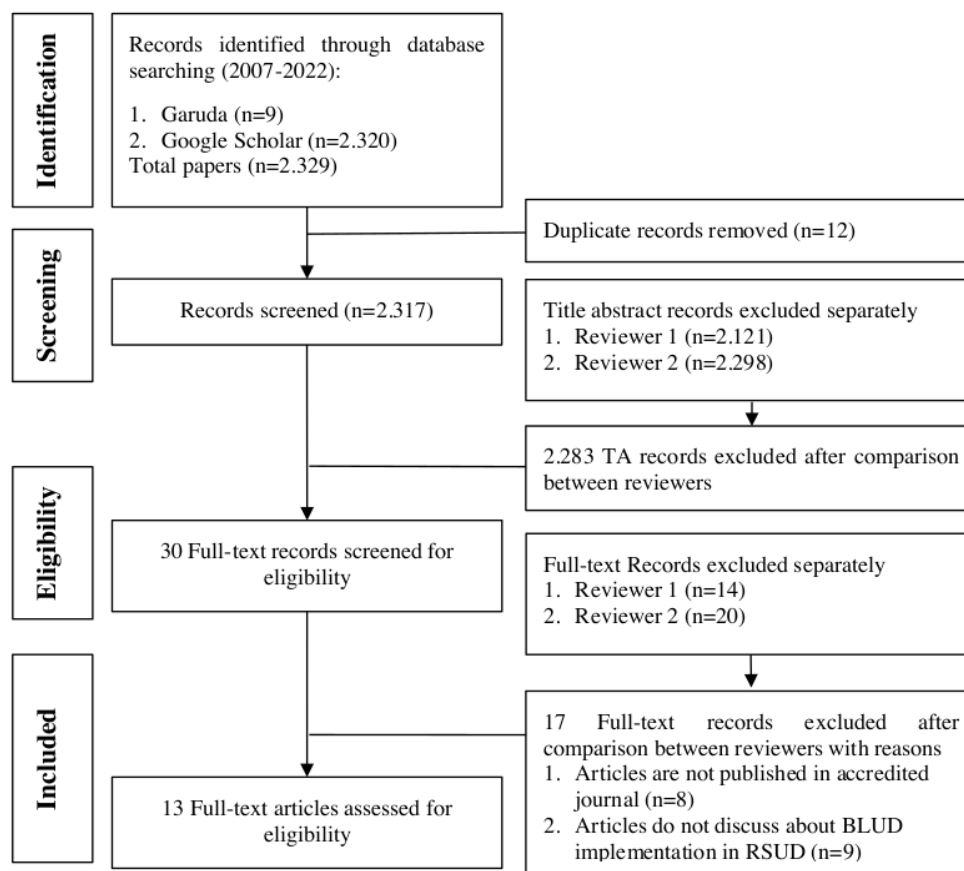 Identification
Records identified through database
searching (2007-2022):
1. Garuda (n=9)
2. Google Scholar (n=2.320)
Total papers (n=2.329)
Duplicate records removed (n=12)
Screening
Records screened (n=2.317)
Title abstract records excluded separately
1. Reviewer 1 (n=2.121)
2. Reviewer 2 (n=2.298)
2.283 TA records excluded after comparison
between reviewers
Eligibility
30 Full-text records screened for
eligibility
Full-text Records excluded separately
1. Reviewer 1 (n=14)
2. Reviewer 2 (n=20)
Included
17 Full-text records excluded after
comparison between reviewers with reasons
1. Articles are not published in accredited
journal (n=8)
2. Articles do not discuss about BLUD
implementation in RSUD (n=9)
13 Full-text articles assessed for
eligibility